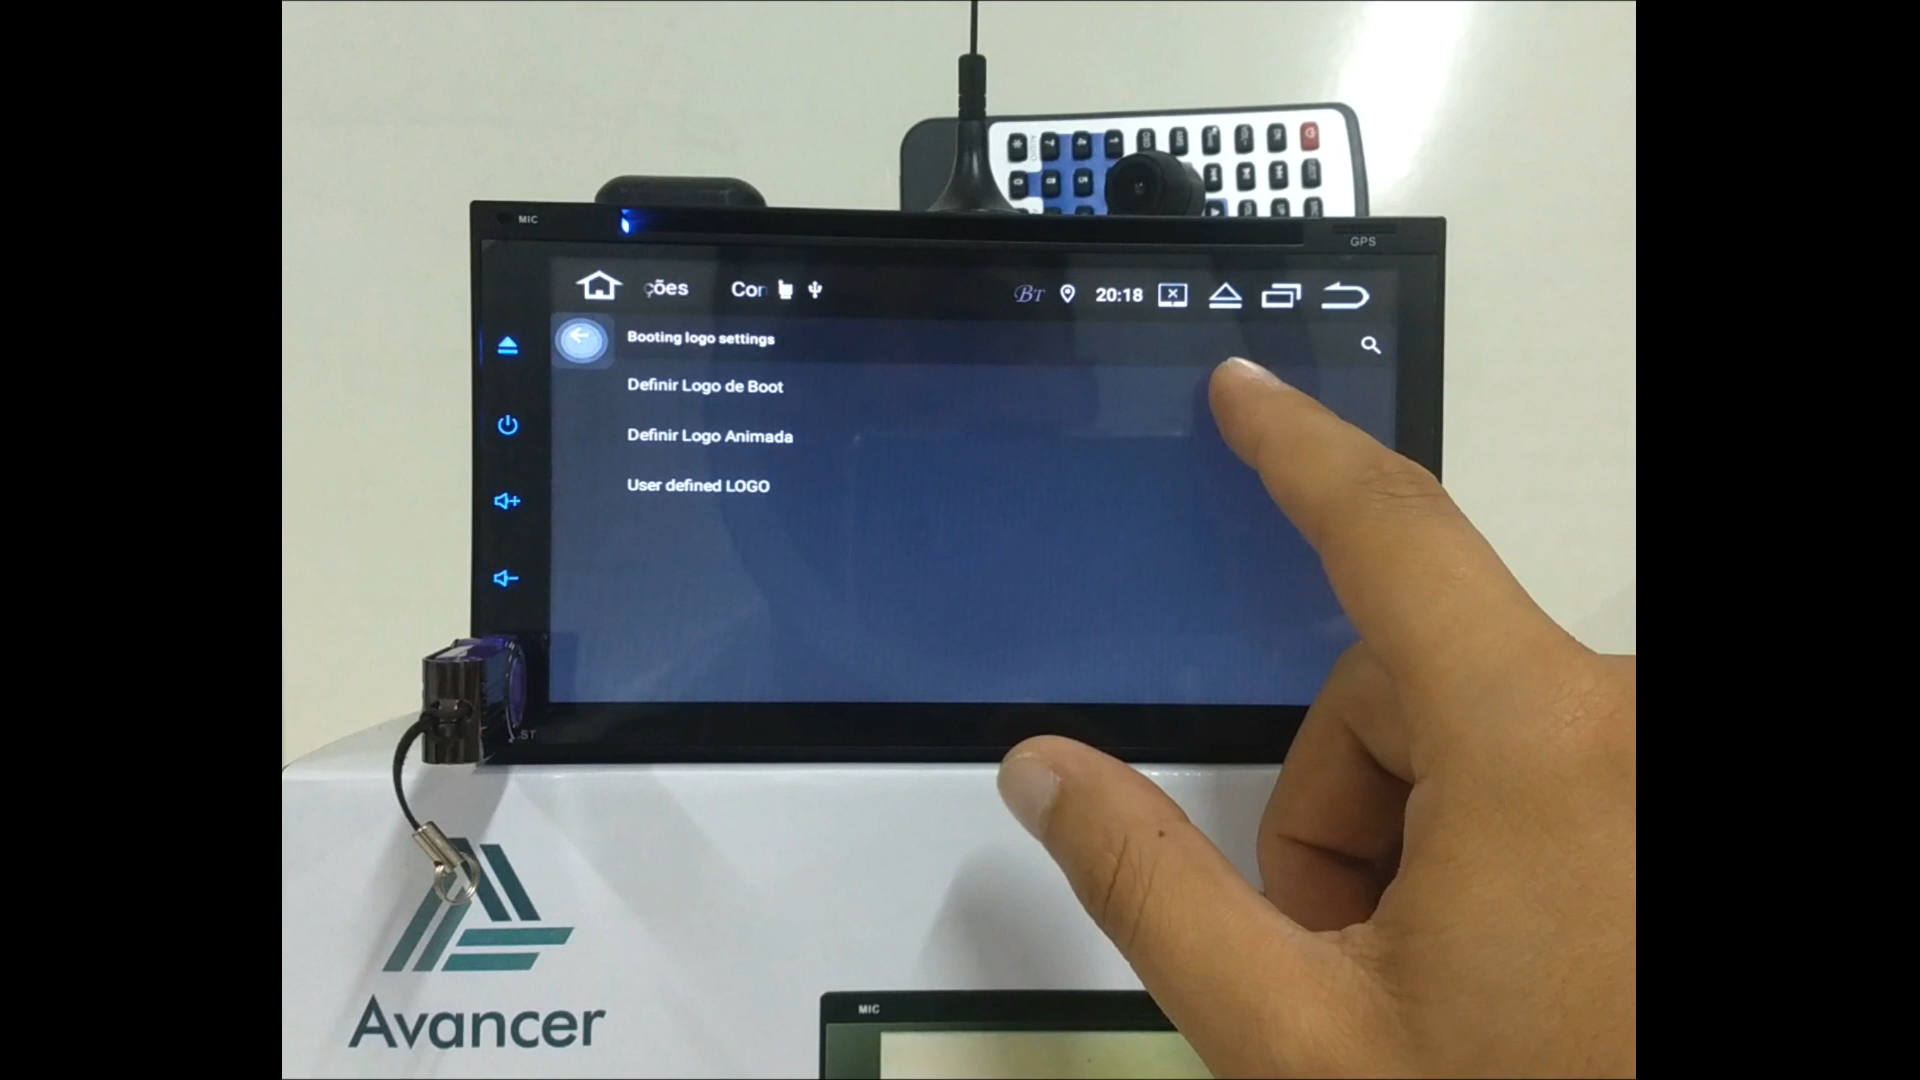 MIC
GPS
ções Con BT 20:18
Booting logo settings
Definir Logo de Boot
Definir Logo Animada
User defined LOGO
ST
Avancer
MIC